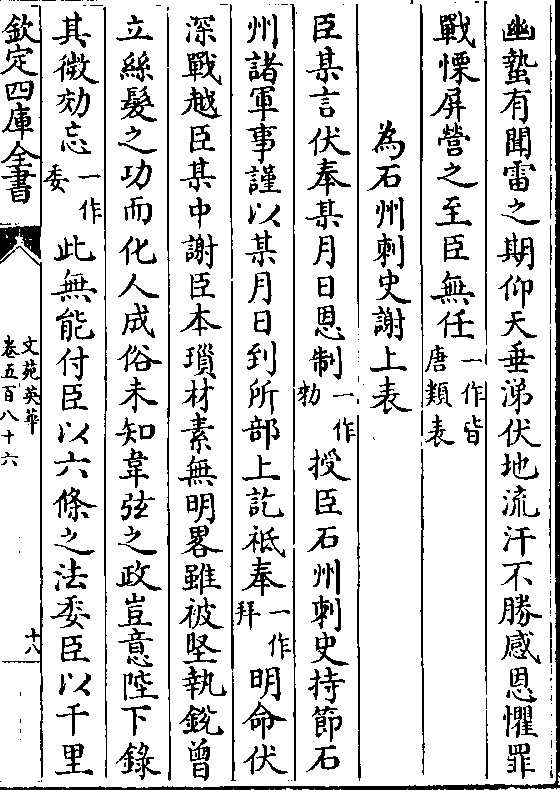 幽蟄有聞雷之期仰天垂涕伏地流汗不勝感恩懼罪
戰慄屏營之至臣無任一作皆唐類表
為石州刺史謝上表
臣某言伏奉某月日恩制一作勑授臣石州刺史持節石
州諸軍事謹以某月日到所部上訖祗奉一作拜明命伏
深戰越臣某中謝臣本瑣材素無明畧雖被堅執銳曾
立絲髮之功而化人成俗未知韋弦之政豈意陛下錄
其微効忘一作委此無能付臣以六條之法委臣以千里
欽定四庫全書
文苑英華
卷五百八十六
十八